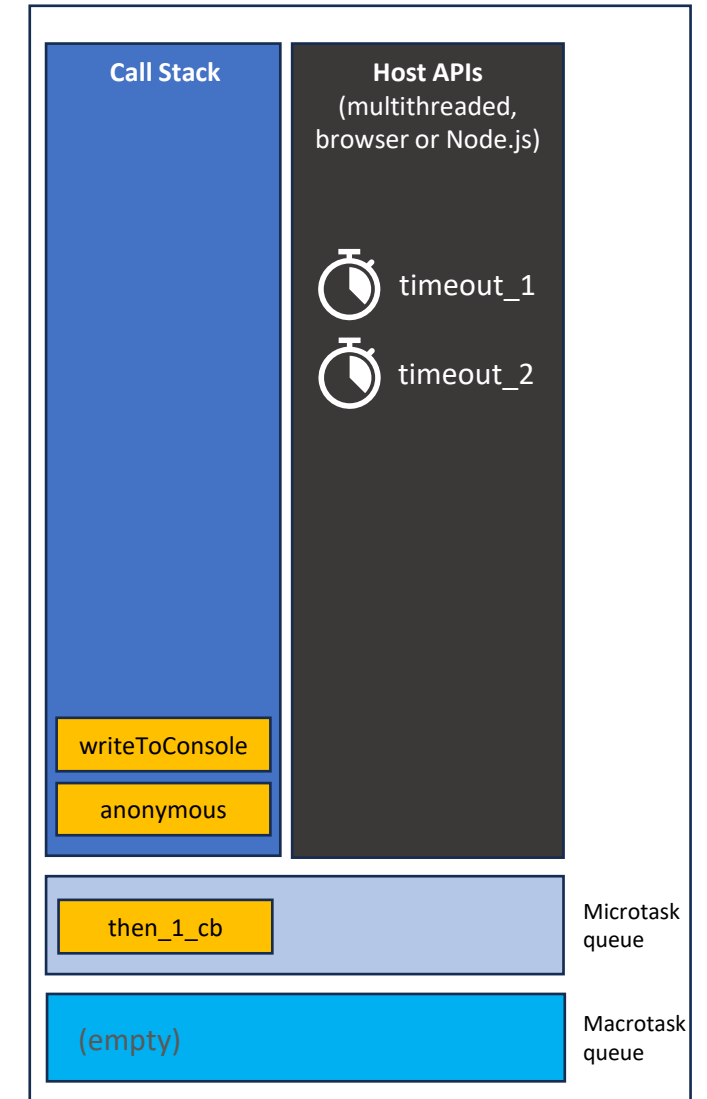 Call Stack
Host APIs
(multithreaded,
browser or Node.js)
timeout_1
timeout_2
writeToConsole
anonymous
then_1_cb
Microtask
queue
(empty)
Macrotask
queue